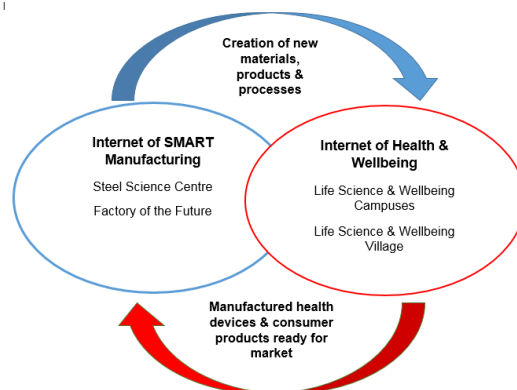 Creation of new
materials,
products &
processes
Internet of SMART
Manufacturing
Steel Science Centre
Factory of the Future
Internet of Health &
Wellbeing
Life Science & Wellbeing
Campuses
Life Science & Wellbeing
Village
Manufactured health
devices & consumer
products ready for
market